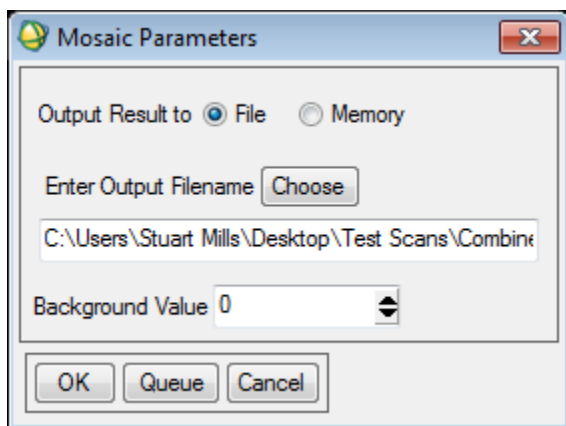 Mosaic Parameters
Output Result to File Memory
Enter Output Filename Choose
C:\Users\Stuart Mills\Desktop\Test Scans\Combine
Background Value 0
OK Queue Cancel